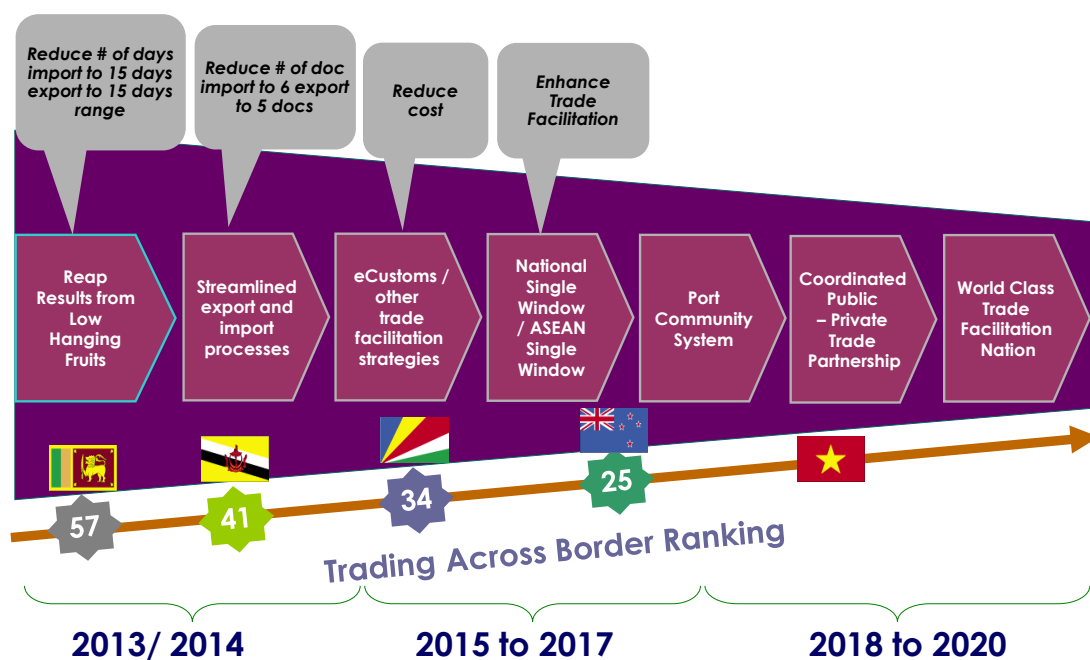 Reduce # of days
import to 15 days
export to 15 days
range
Reduce # of doc
import to 6 export
to 5 docs
Reduce
cost
Enhance
Trade
Facilitation
Reap
Results from
Low
Hanging
Fruits
Streamlined
export and
import
processes
eCustoms /
other
trade
facilitation
strategies
National
Single
Window
/ ASEAN
Single
Window
Port
Community
System
Coordinated
Public
– Private
Trade
Partnership
World Class
Trade
Facilitation
Nation
57
41
34
25
Trading Across Border Ranking
2013/ 2014
2015 to 2017
2018 to 2020